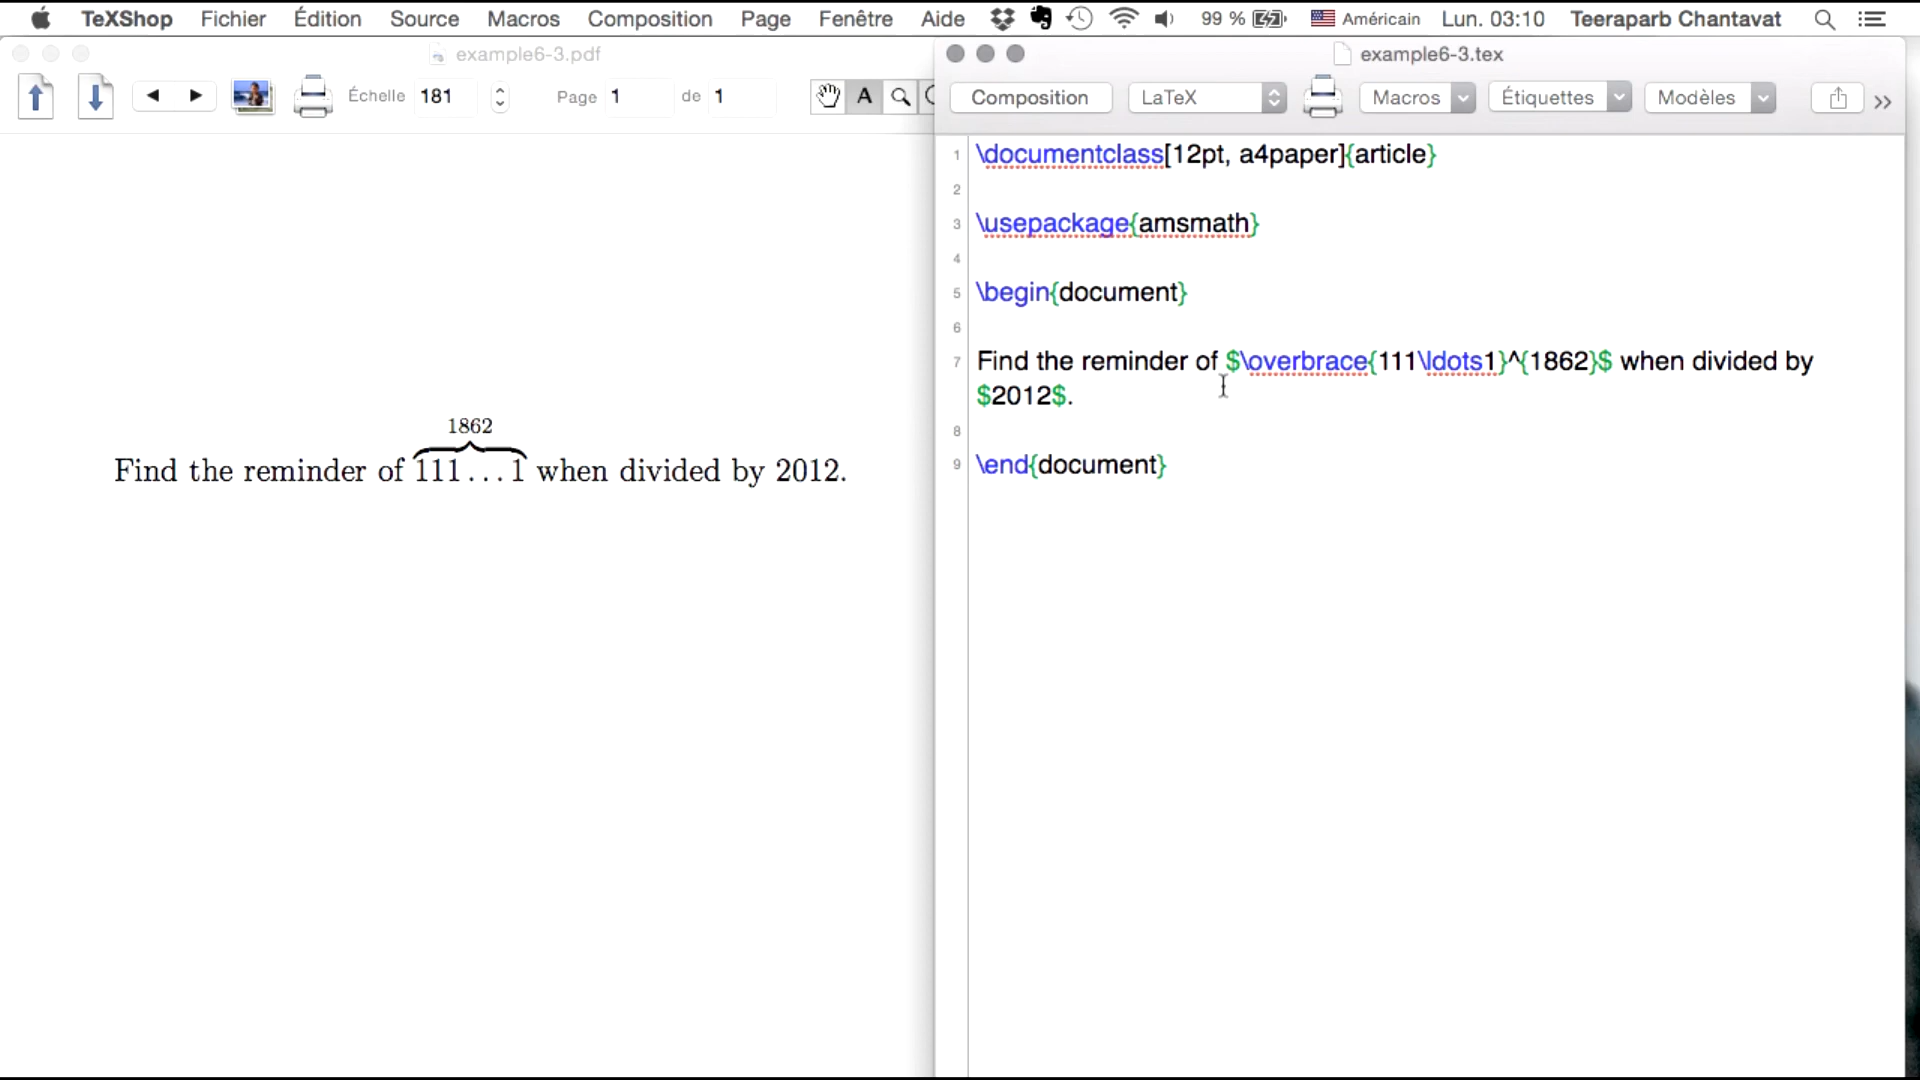 TeXShop Fichier Édition Source Macros Composition Page Fenêtre Aide 99 % Américain Lun. 03:10 Teeraparb Chantavat
example6-3.pdf
Échelle 181 Page 1 de 1 A
1862
Find the reminder of 111...1 when divided by 2012.
example6-3.tex
Composition LaTeX Macros Étiquettes Modèles
1 \documentclass[12pt, a4paper]{article}
2
3 \usepackage{amsmath}
4
5 \begin{document}
6
7 Find the reminder of $\overbrace{111\ldots1}^{1862}$ when divided by
$2012$.
8
9 \end{document}